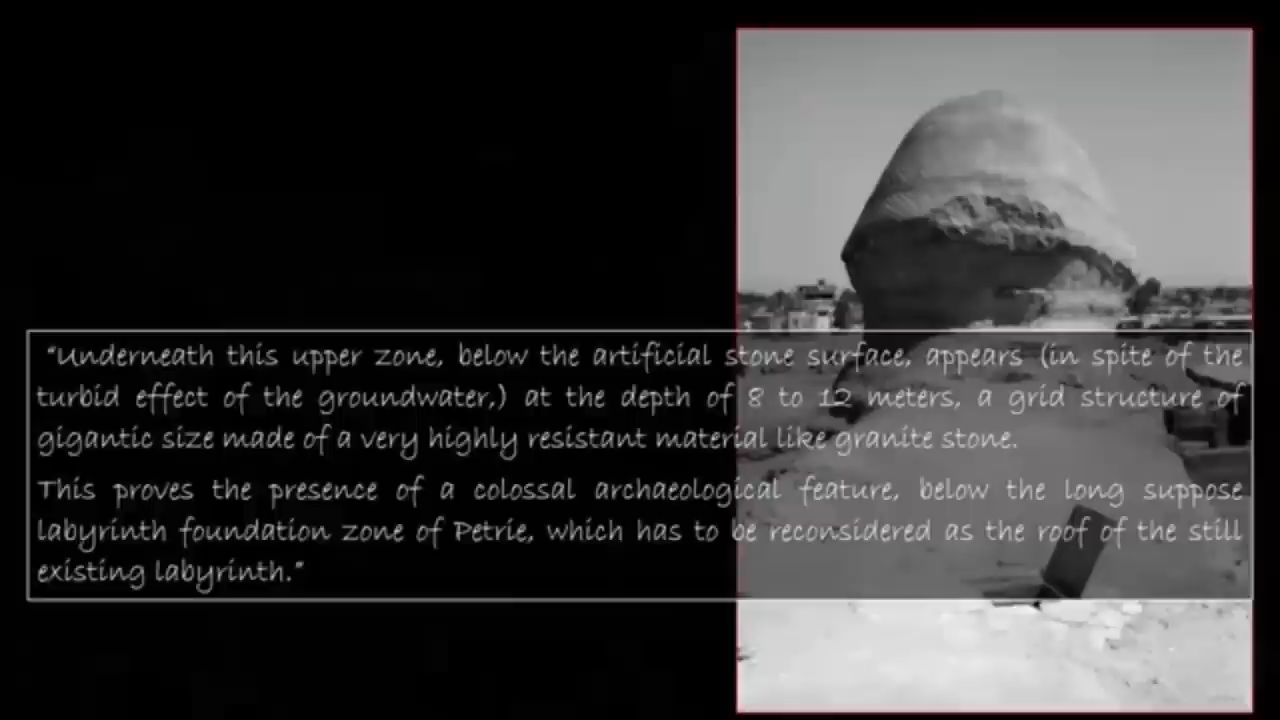 "Underneath this upper zone, below the artificial stone surface, appears (in spite of the
turbid effect of the groundwater,) at the depth of 8 to 12 meters, a grid structure of
gigantic size made of a very highly resistant material like granite stone.
This proves the presence of a colossal archaeological feature, below the long suppose
labyrinth foundation zone of Petrie, which has to be reconsidered as the roof of the still
existing labyrinth."